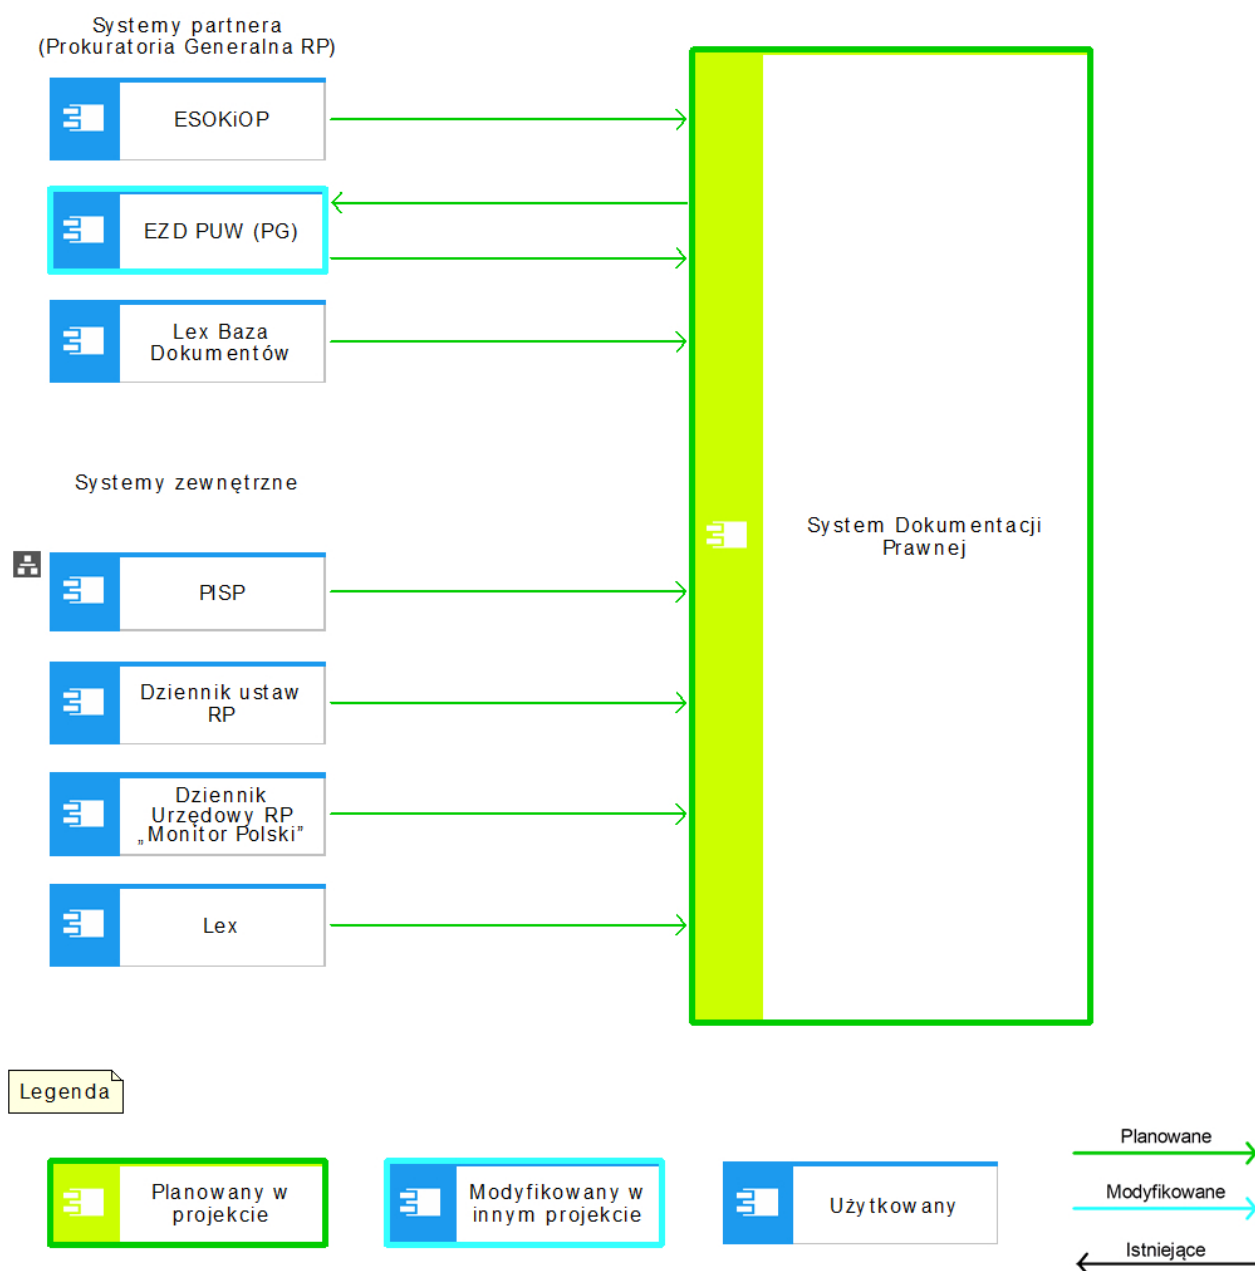 Systemy partnera
(Prokuratoria Generalna RP)
ESOKiOP
EZD PUW (PG)
Lex Baza
Dokumentów
Systemy zewnętrzne
PISP
Dziennik ustaw
RP
Dziennik
Urzędowy RP
„Monitor Polski”
Lex
System Dokumentacji
Prawnej
Legenda
Planowany w
projekcie
Modyfikowany w
innym projekcie
Użytkowany
Planowane
Modyfikowane
Istniejące